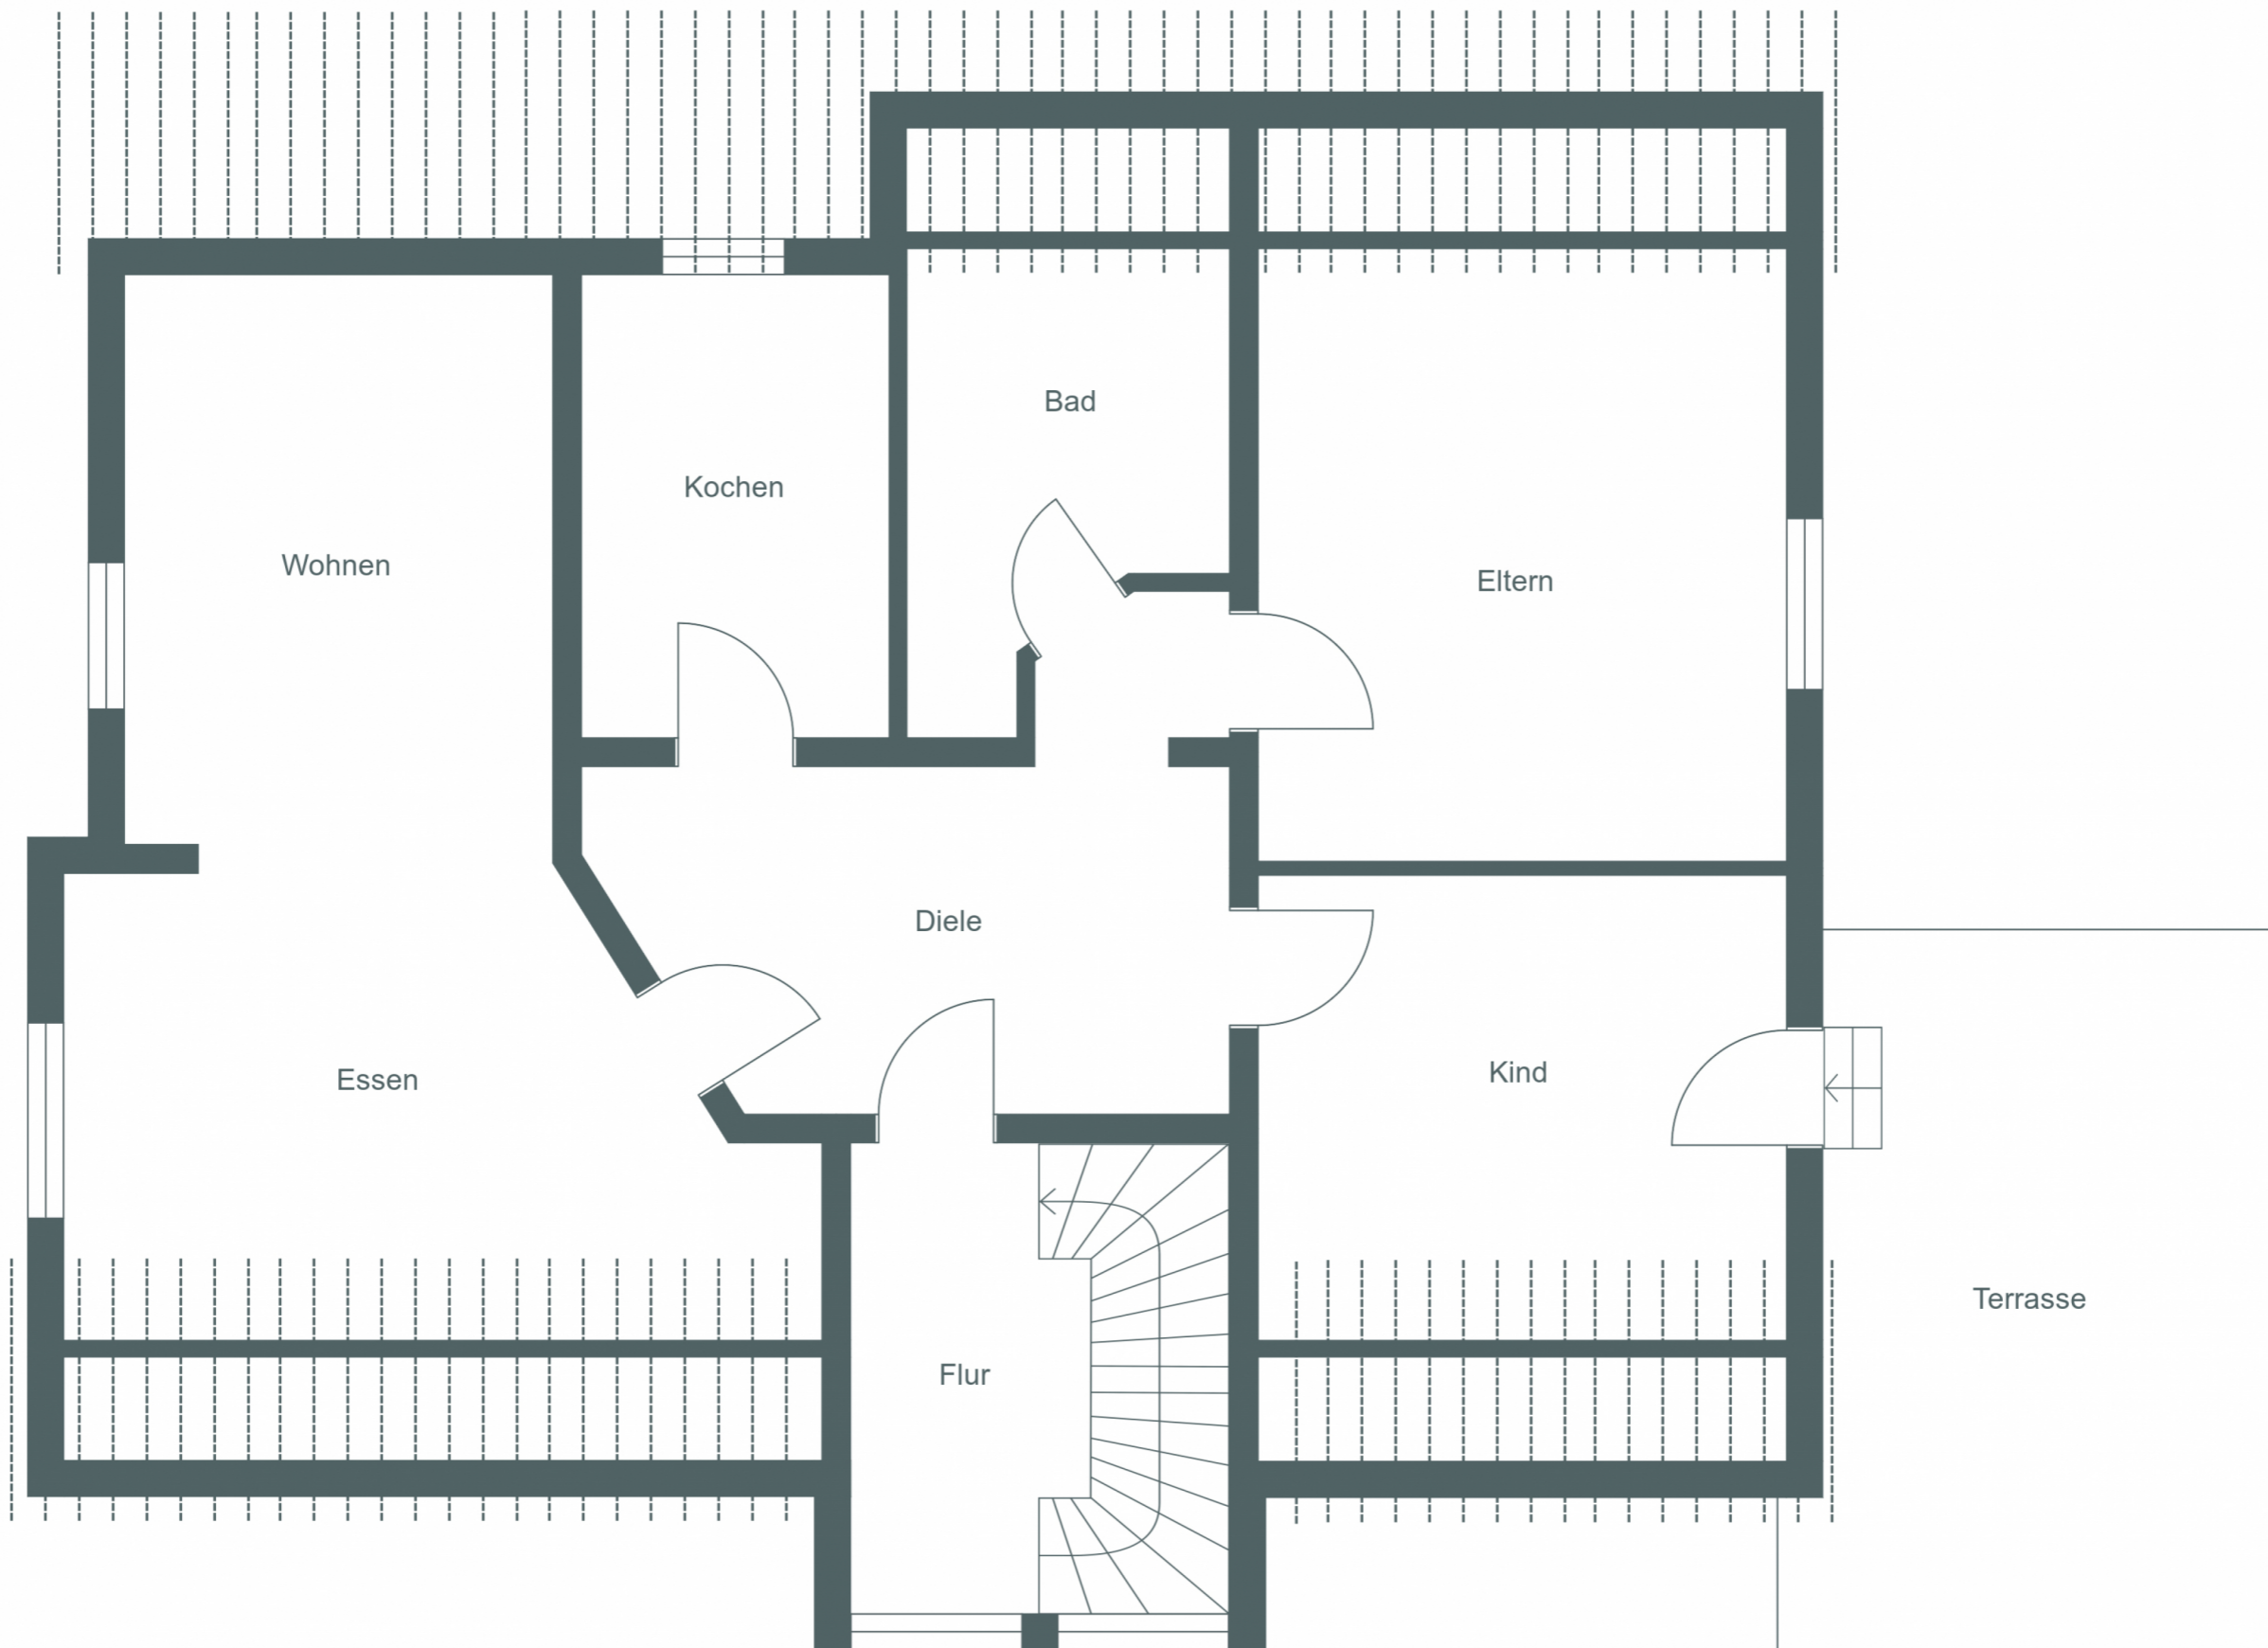 Bad
Kochen
Wohnen
Eltern
Diele
Essen
Kind
Terrasse
Flur